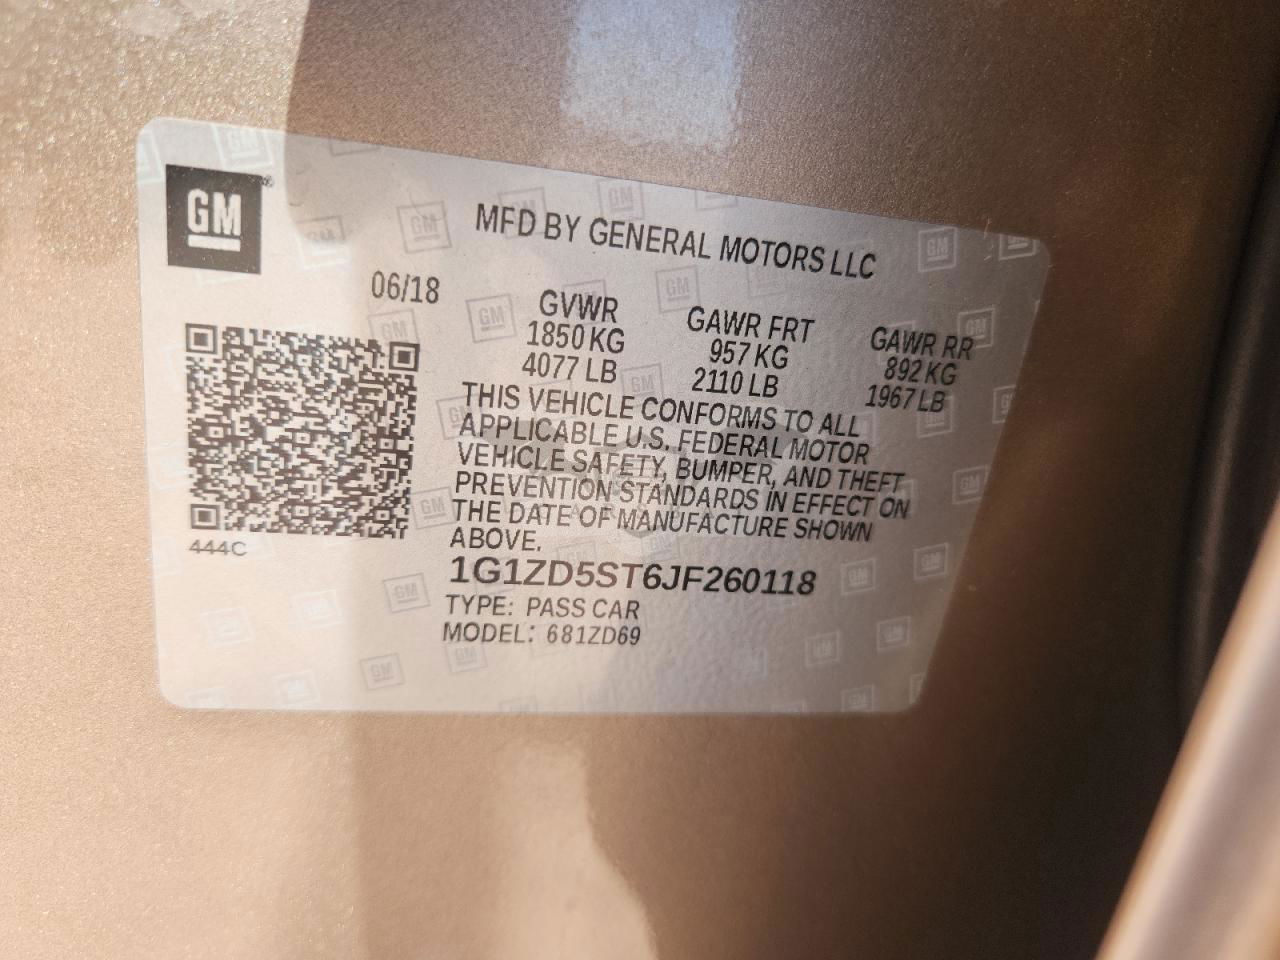 GM
MFD BY GENERAL MOTORS LLC
06/18
GVWR GAWR FRT GAWR RR
1850 KG 957 KG 892 KG
4077 LB 2110 LB 1967 LB
THIS VEHICLE CONFORMS TO ALL
APPLICABLE U.S. FEDERAL MOTOR
VEHICLE SAFETY, BUMPER, AND THEFT
PREVENTION STANDARDS IN EFFECT ON
THE DATE OF MANUFACTURE SHOWN
ABOVE.
444C
1G1ZD5ST6JF260118
TYPE: PASS CAR
MODEL: 681ZD69